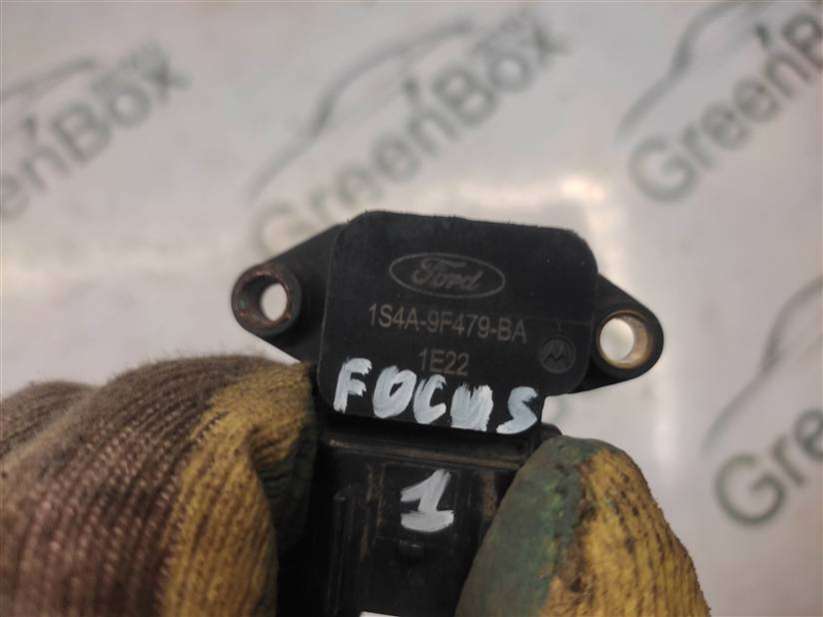 GreenBox
GreenBox
GreenBox
GreenBox
Ford
1S4A-9F479-BA
1E22
FOCUS
1